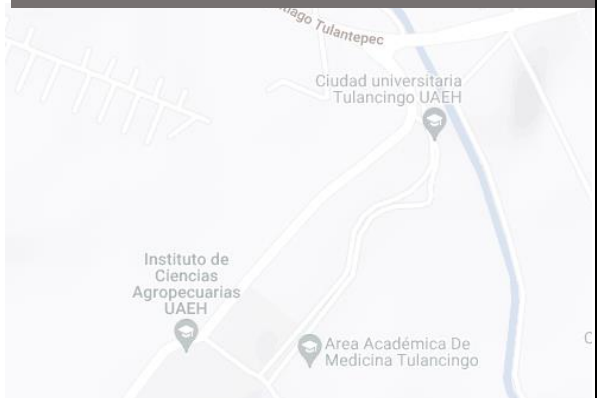 Tulantepec
Ciudad universitaria
Tulancingo UAEH
Instituto de
Ciencias
Agropecuarias
UAEH
Area Académica De
Medicina Tulancingo